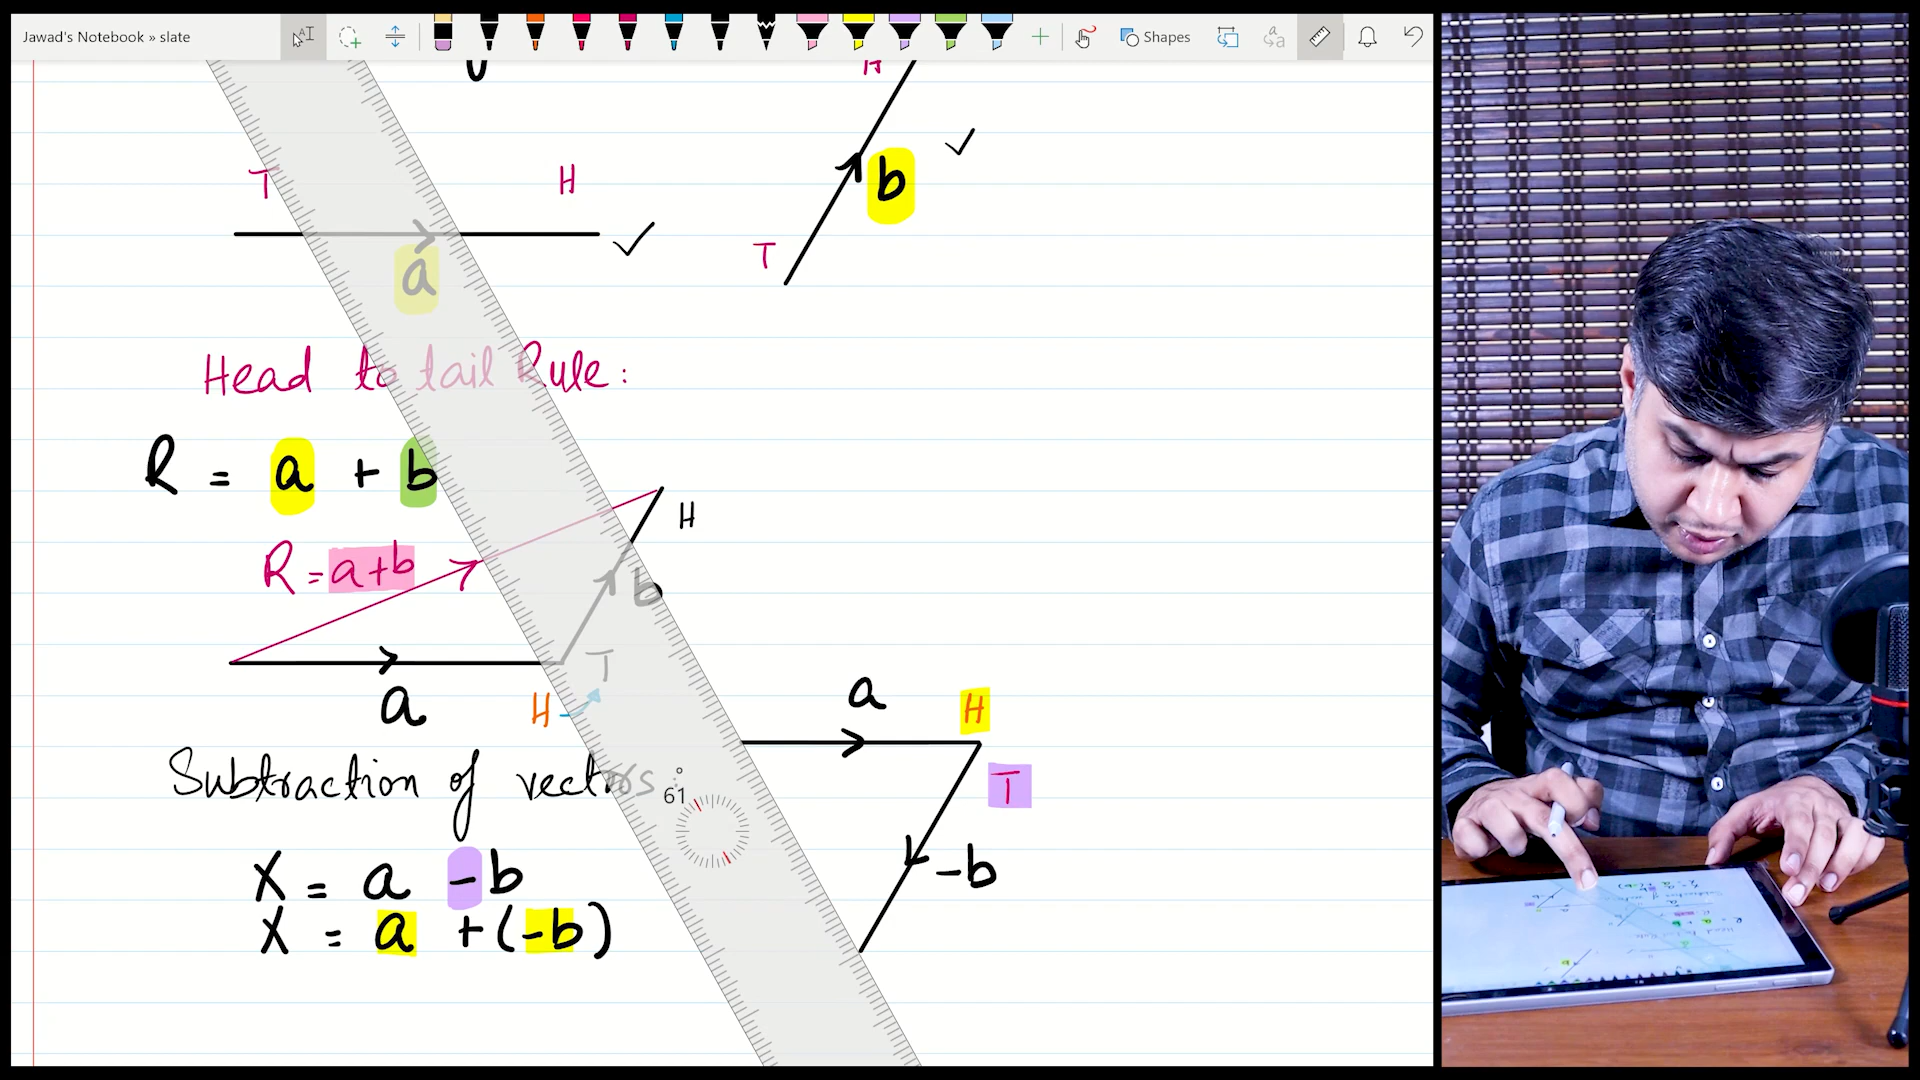 Jawad's Notebook » slate
Shapes
H
T H
b
T
a
Head to tail Rule:
R = a + b
H
R = a+b
b
T
a
H
a H
Subtraction of vectors :
T
61°
X = a - b
-b
X = a + (-b)